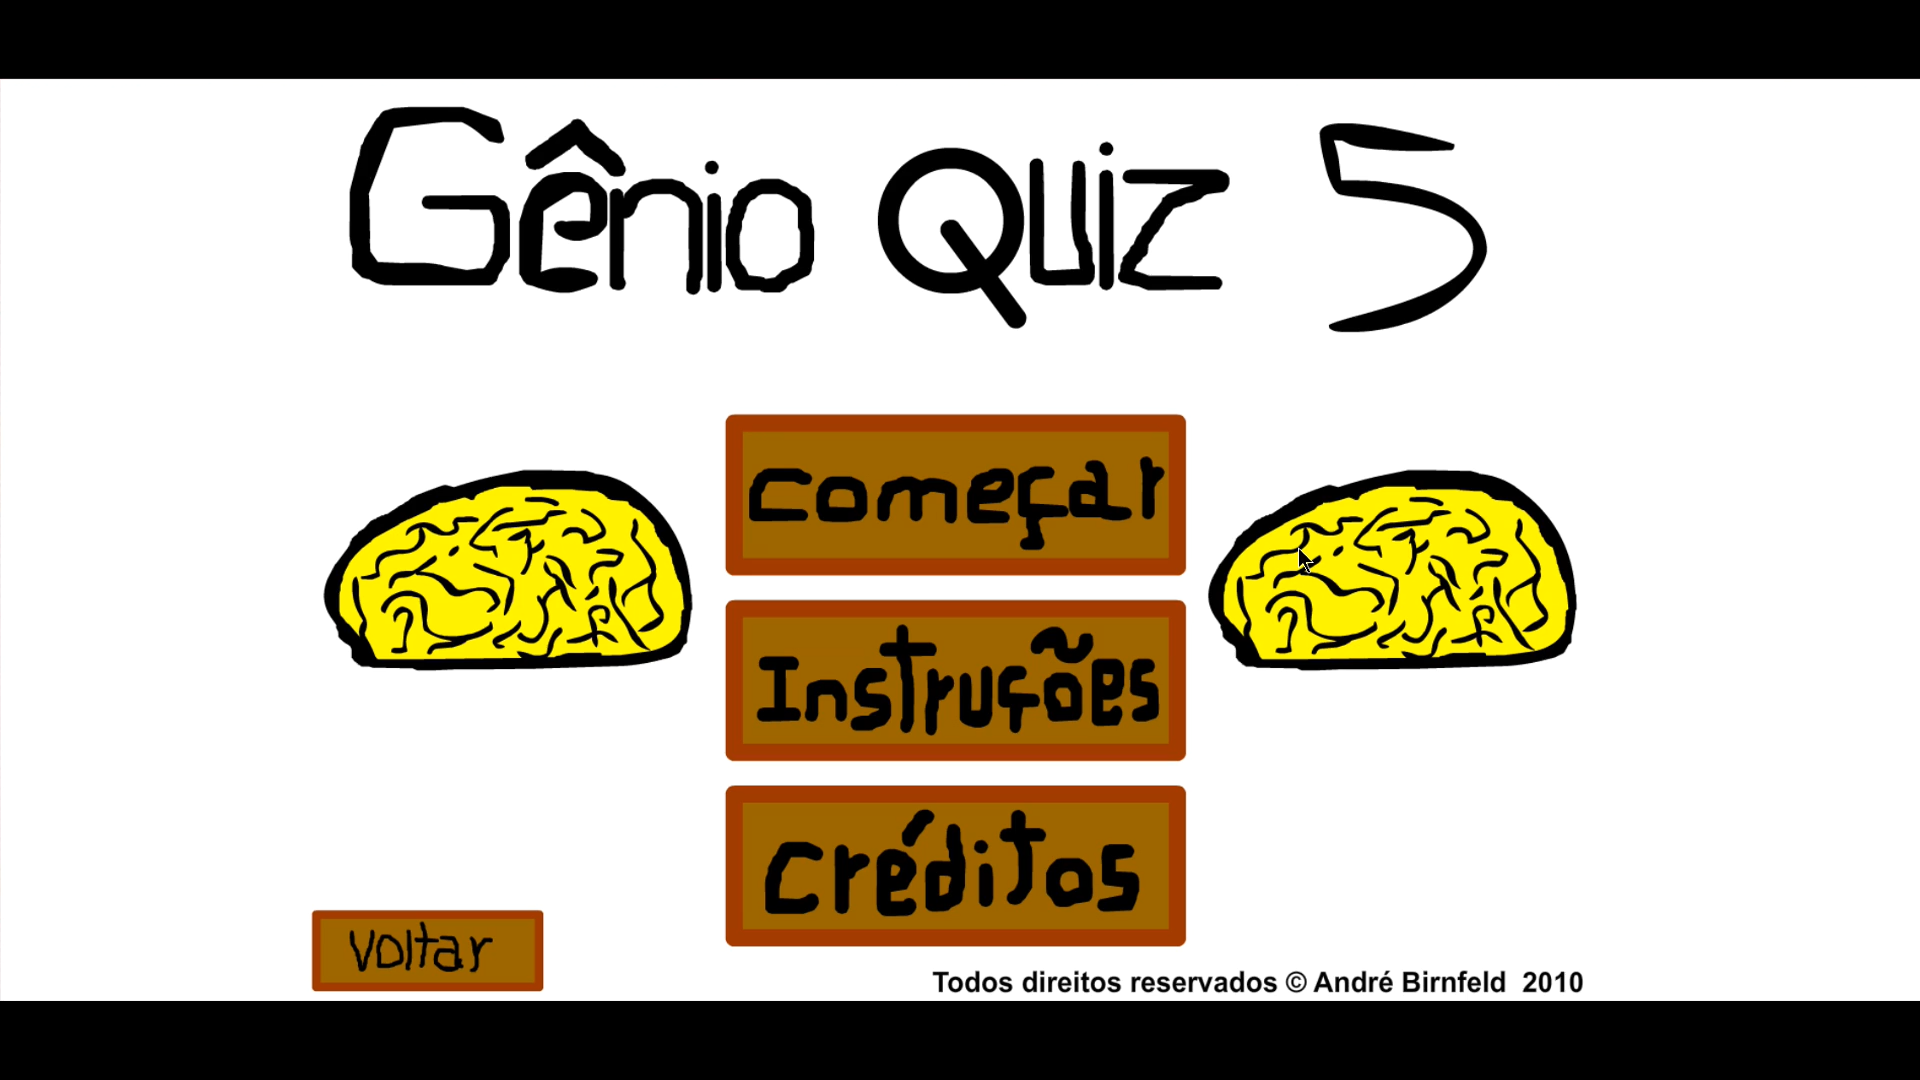 Gênio Quiz 5
Começar
Instruções
Créditos
Voltar
Todos direitos reservados © André Birnfeld 2010